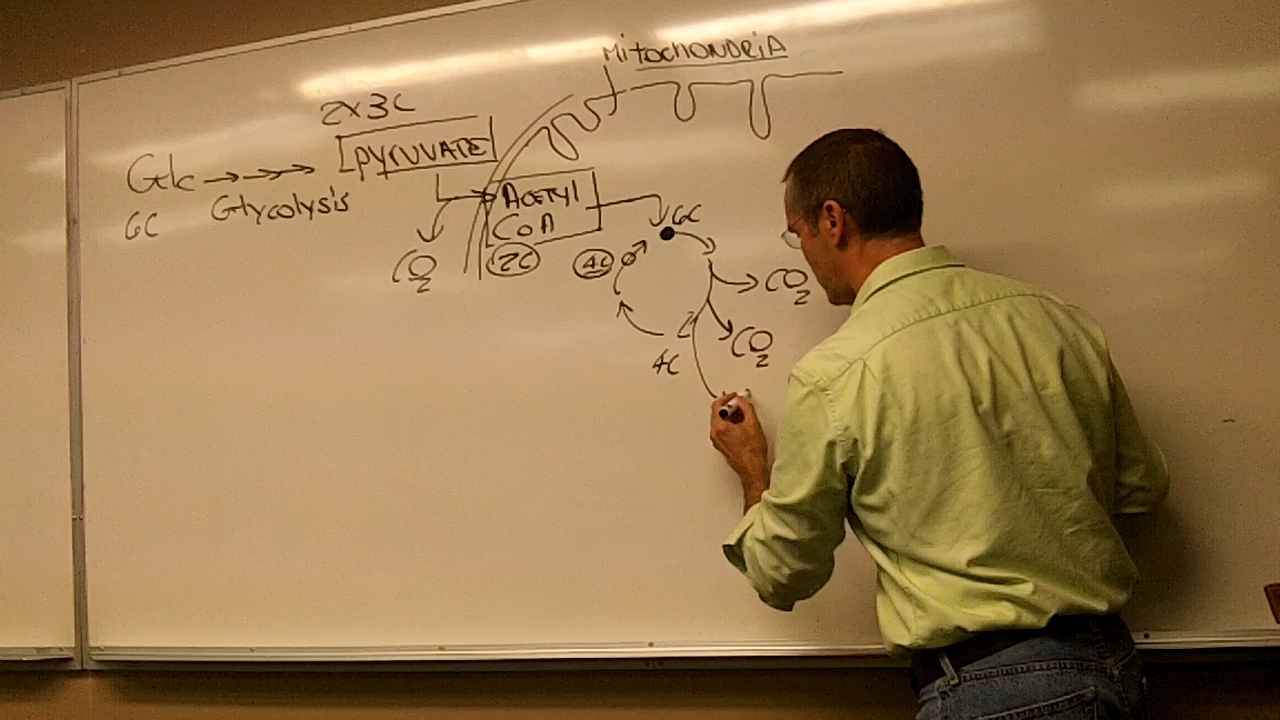 MitochondriA
2x3C
Glc →→→ [pyruvate]
6C Glycolysis
Acetyl
CoA
2C
CO2
6C
4C
CO2
CO2
4C